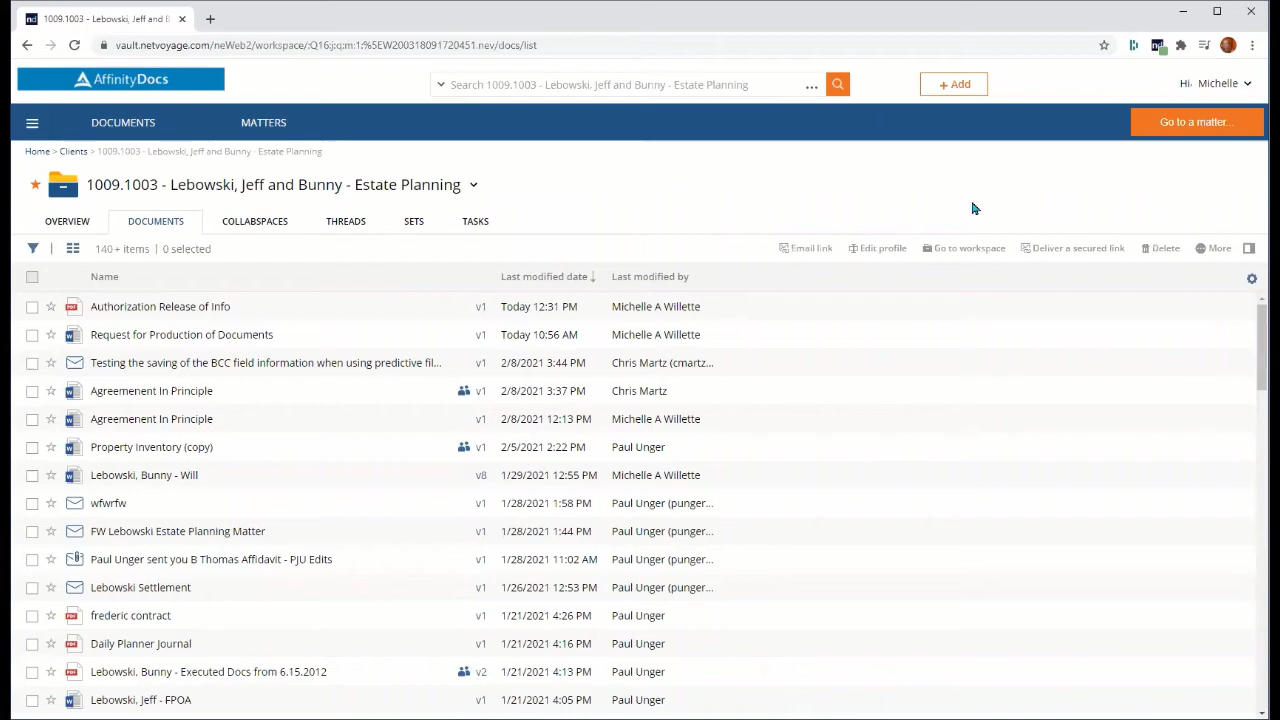 1009.1003 - Lebowski, Jeff and B
vault.netvoyage.com/neWeb2/workspace/:Q16:j:q:m:1:%5EW200318091720451.nev/docs/list
nd
AffinityDocs
Search 1009.1003 - Lebowski, Jeff and Bunny - Estate Planning
...
+ Add
Hi, Michelle
DOCUMENTS
MATTERS
Go to a matter...
Home > Clients > 1009.1003 - Lebowski, Jeff and Bunny - Estate Planning
1009.1003 - Lebowski, Jeff and Bunny - Estate Planning
OVERVIEW
DOCUMENTS
COLLABSPACES
THREADS
SETS
TASKS
140+ items | 0 selected
Email link
Edit profile
Go to workspace
Deliver a secured link
Delete
More
Name Last modified date Last modified by
Authorization Release of Info v1 Today 12:31 PM Michelle A Willette
Request for Production of Documents v1 Today 10:56 AM Michelle A Willette
Testing the saving of the BCC field information when using predictive fil... v1 2/8/2021 3:44 PM Chris Martz (cmartz...
Agreemenent In Principle v1 2/8/2021 3:37 PM Chris Martz
Agreemenent In Principle v1 2/8/2021 12:13 PM Michelle A Willette
Property Inventory (copy) v1 2/5/2021 2:22 PM Paul Unger
Lebowski, Bunny - Will v8 1/29/2021 12:55 PM Michelle A Willette
wfwrfw v1 1/28/2021 1:58 PM Paul Unger (punger...
FW Lebowski Estate Planning Matter v1 1/28/2021 1:44 PM Paul Unger (punger...
Paul Unger sent you B Thomas Affidavit - PJU Edits v1 1/28/2021 11:02 AM Paul Unger (punger...
Lebowski Settlement v1 1/26/2021 12:53 PM Paul Unger (punger...
frederic contract v1 1/21/2021 4:26 PM Paul Unger
Daily Planner Journal v1 1/21/2021 4:16 PM Paul Unger
Lebowski, Bunny - Executed Docs from 6.15.2012 v2 1/21/2021 4:13 PM Paul Unger
Lebowski, Jeff - FPOA v1 1/21/2021 4:05 PM Paul Unger